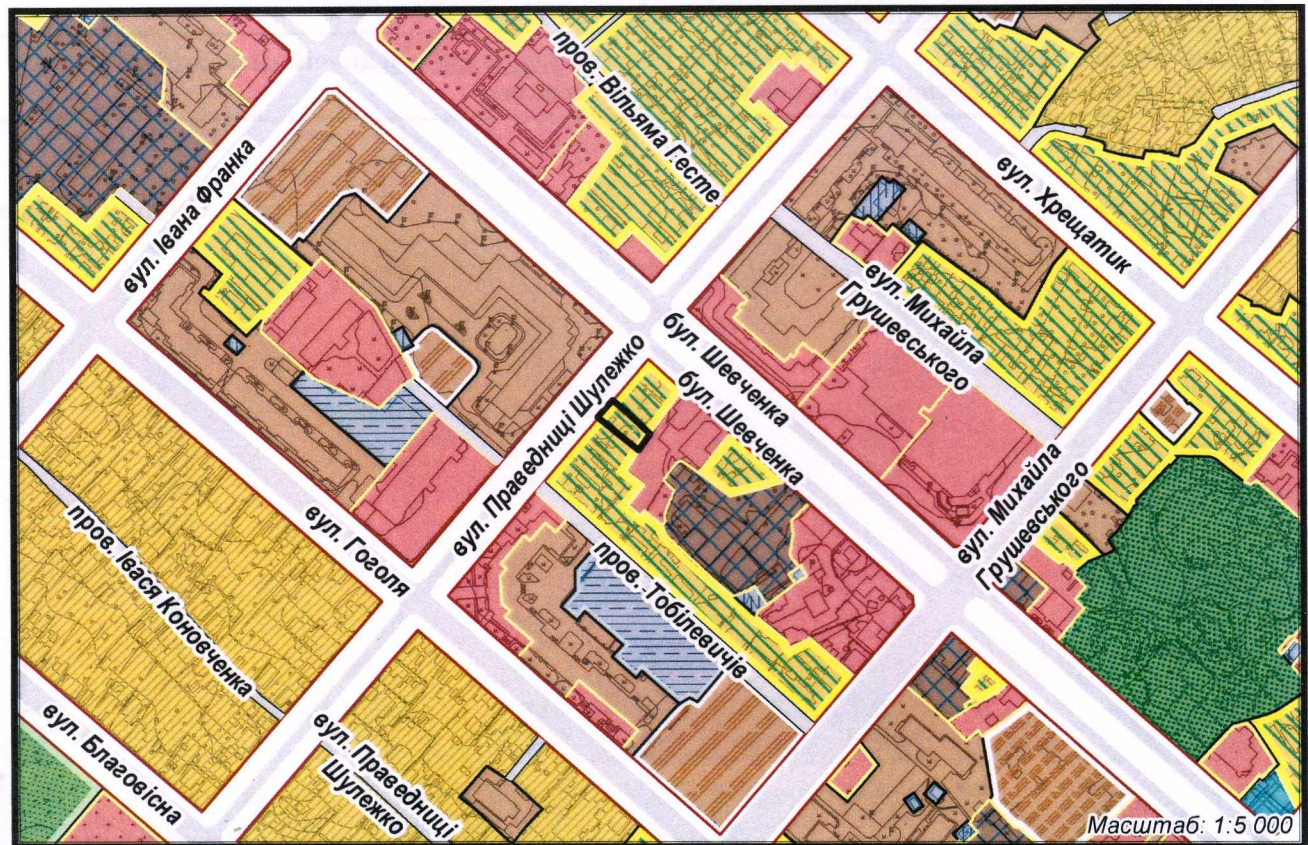 пров. Вільяма Гесте
вул. Хрещатик
вул. Івана Франка
вул. Михайла
Грушевського
бул. Шевченка
бул. Шевченка
вул. Праведниці Шулежко
вул. Михайла
Грушевського
вул. Гоголя
пров. Тобілевичів
пров. Івася Коновченка
вул. Благовісна
вул. Праведниці
Шулежко
Масштаб: 1:5 000